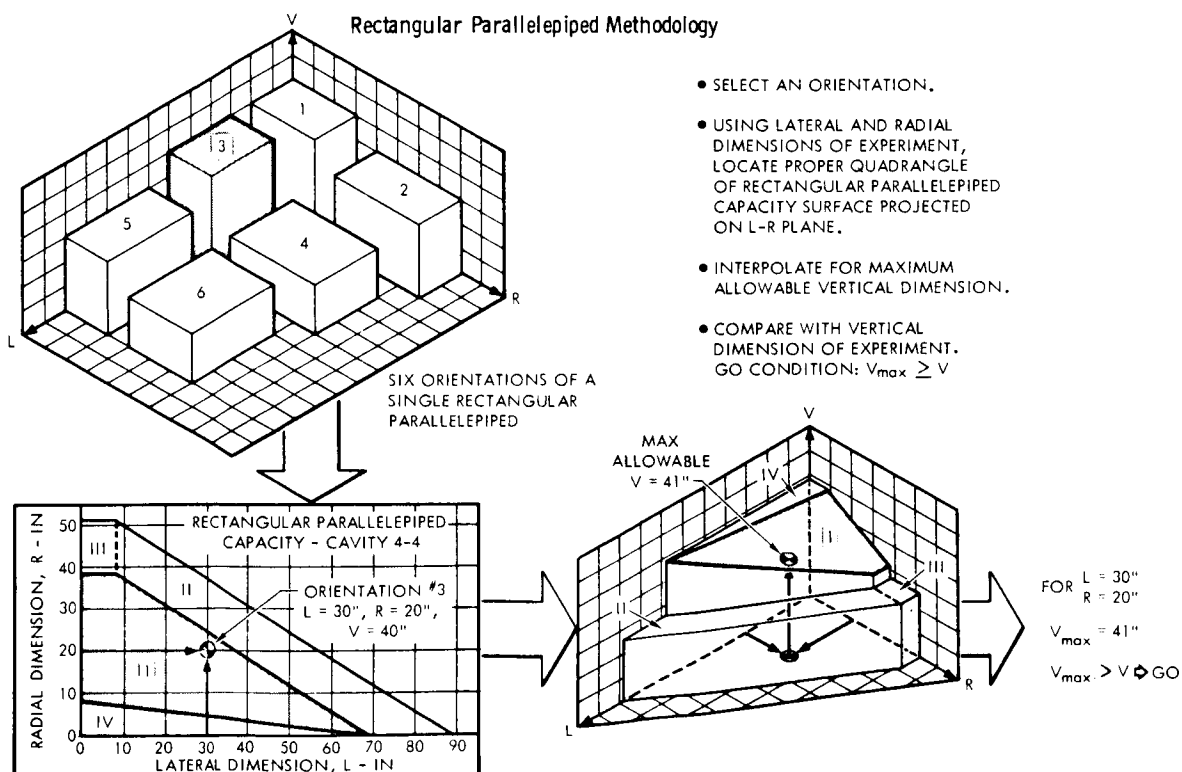 Rectangular Parallelepiped Methodology
V
1
3
2
5
4
6
L
R
SIX ORIENTATIONS OF A
SINGLE RECTANGULAR
PARALLELEPIPED
• SELECT AN ORIENTATION.
• USING LATERAL AND RADIAL
DIMENSIONS OF EXPERIMENT,
LOCATE PROPER QUADRANGLE
OF RECTANGULAR PARALLELEPIPED
CAPACITY SURFACE PROJECTED
ON L-R PLANE.
• INTERPOLATE FOR MAXIMUM
ALLOWABLE VERTICAL DIMENSION.
• COMPARE WITH VERTICAL
DIMENSION OF EXPERIMENT.
GO CONDITION: Vmax ≥ V
RECTANGULAR PARALLELEPIPED
CAPACITY - CAVITY 4-4
ORIENTATION #3
L = 30", R = 20",
V = 40"
III
II
IV
RADIAL DIMENSION, R - IN
50
40
30
20
10
0
0 10 20 30 40 50 60 70 80 90
LATERAL DIMENSION, L - IN
V
MAX
ALLOWABLE
V = 41"
IV
III
II
L
R
FOR L = 30"
R = 20"
Vmax = 41"
Vmax > V ⇨ GO